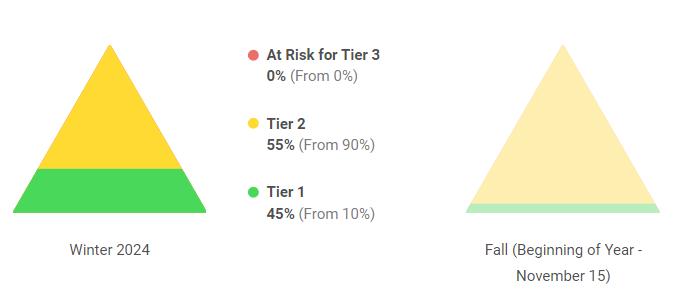 At Risk for Tier 3
0% (From 0%)
Tier 2
55% (From 90%)
Tier 1
45% (From 10%)
Winter 2024
Fall (Beginning of Year -
November 15)